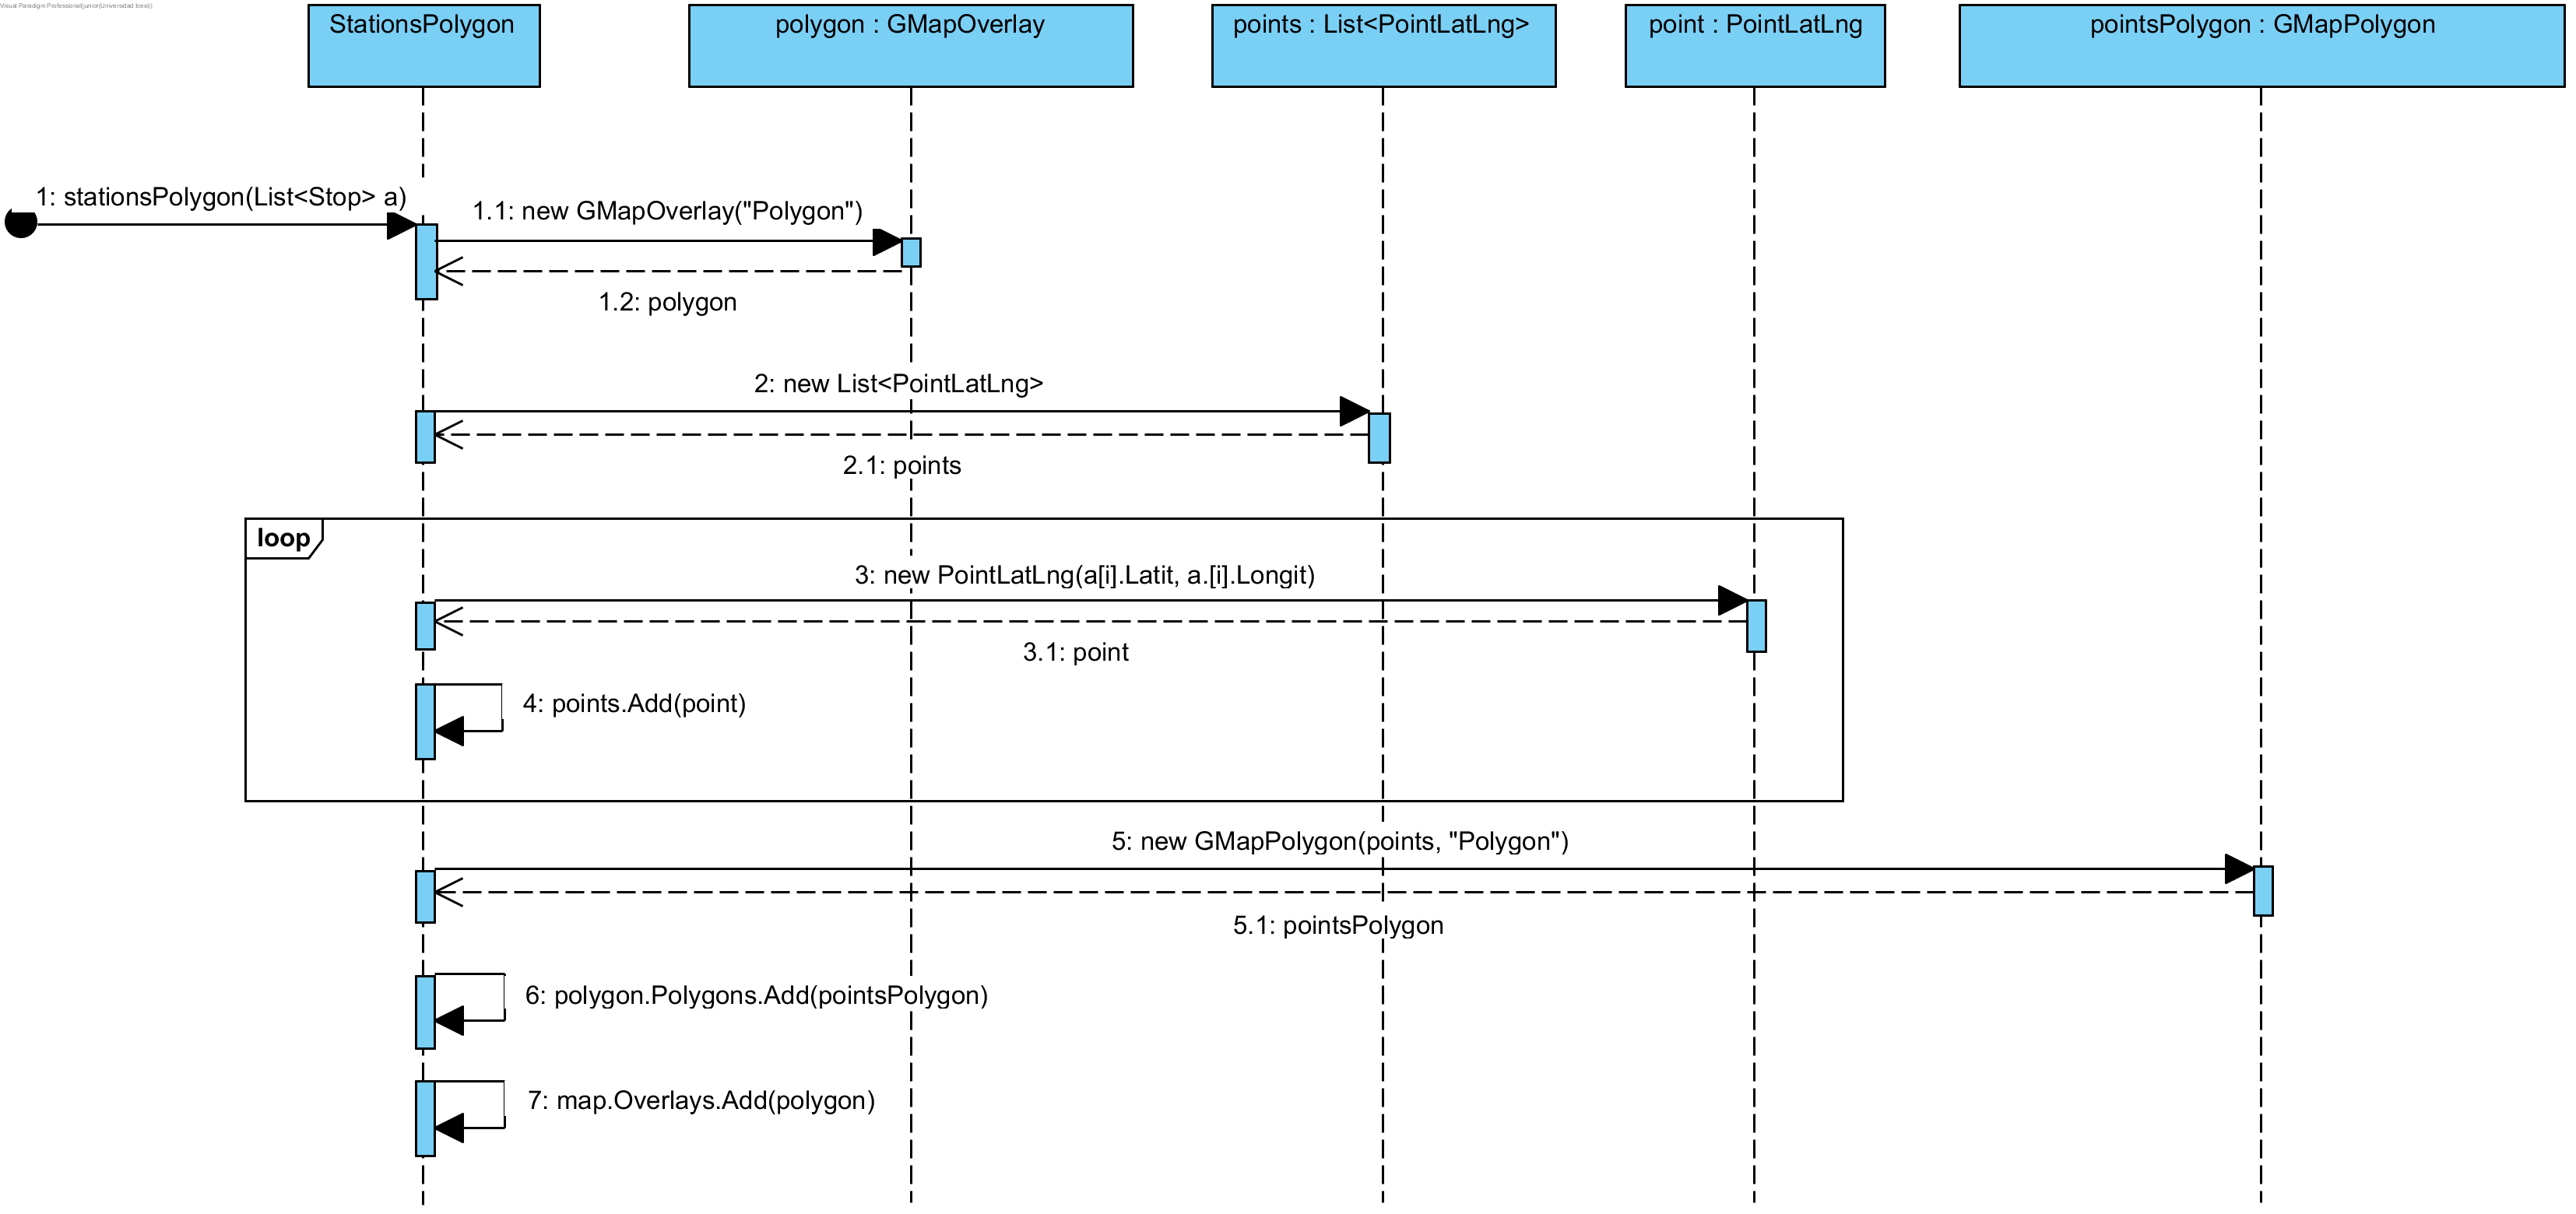 Visual Paradigm Professional(junior(Universidad Icesi))
StationsPolygon
polygon : GMapOverlay
points : List<PointLatLng>
point : PointLatLng
pointsPolygon : GMapPolygon
1: stationsPolygon(List<Stop> a)
1.1: new GMapOverlay("Polygon")
1.2: polygon
2: new List<PointLatLng>
2.1: points
loop
3: new PointLatLng(a[i].Latit, a.[i].Longit)
3.1: point
4: points.Add(point)
5: new GMapPolygon(points, "Polygon")
5.1: pointsPolygon
6: polygon.Polygons.Add(pointsPolygon)
7: map.Overlays.Add(polygon)